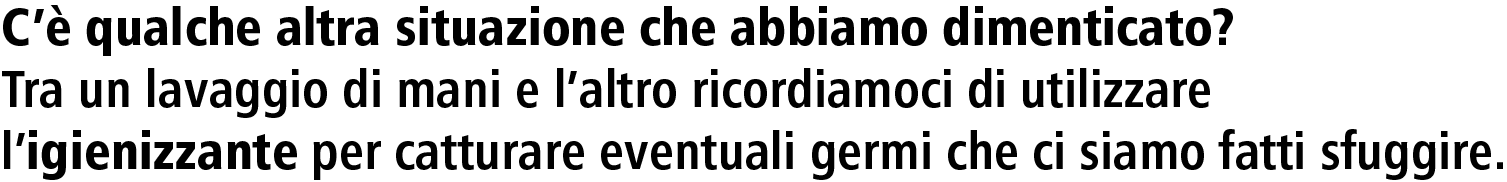 C’è qualche altra situazione che abbiamo dimenticato?
Tra un lavaggio di mani e l’altro ricordiamoci di utilizzare
l’igienizzante per catturare eventuali germi che ci siamo fatti sfuggire.